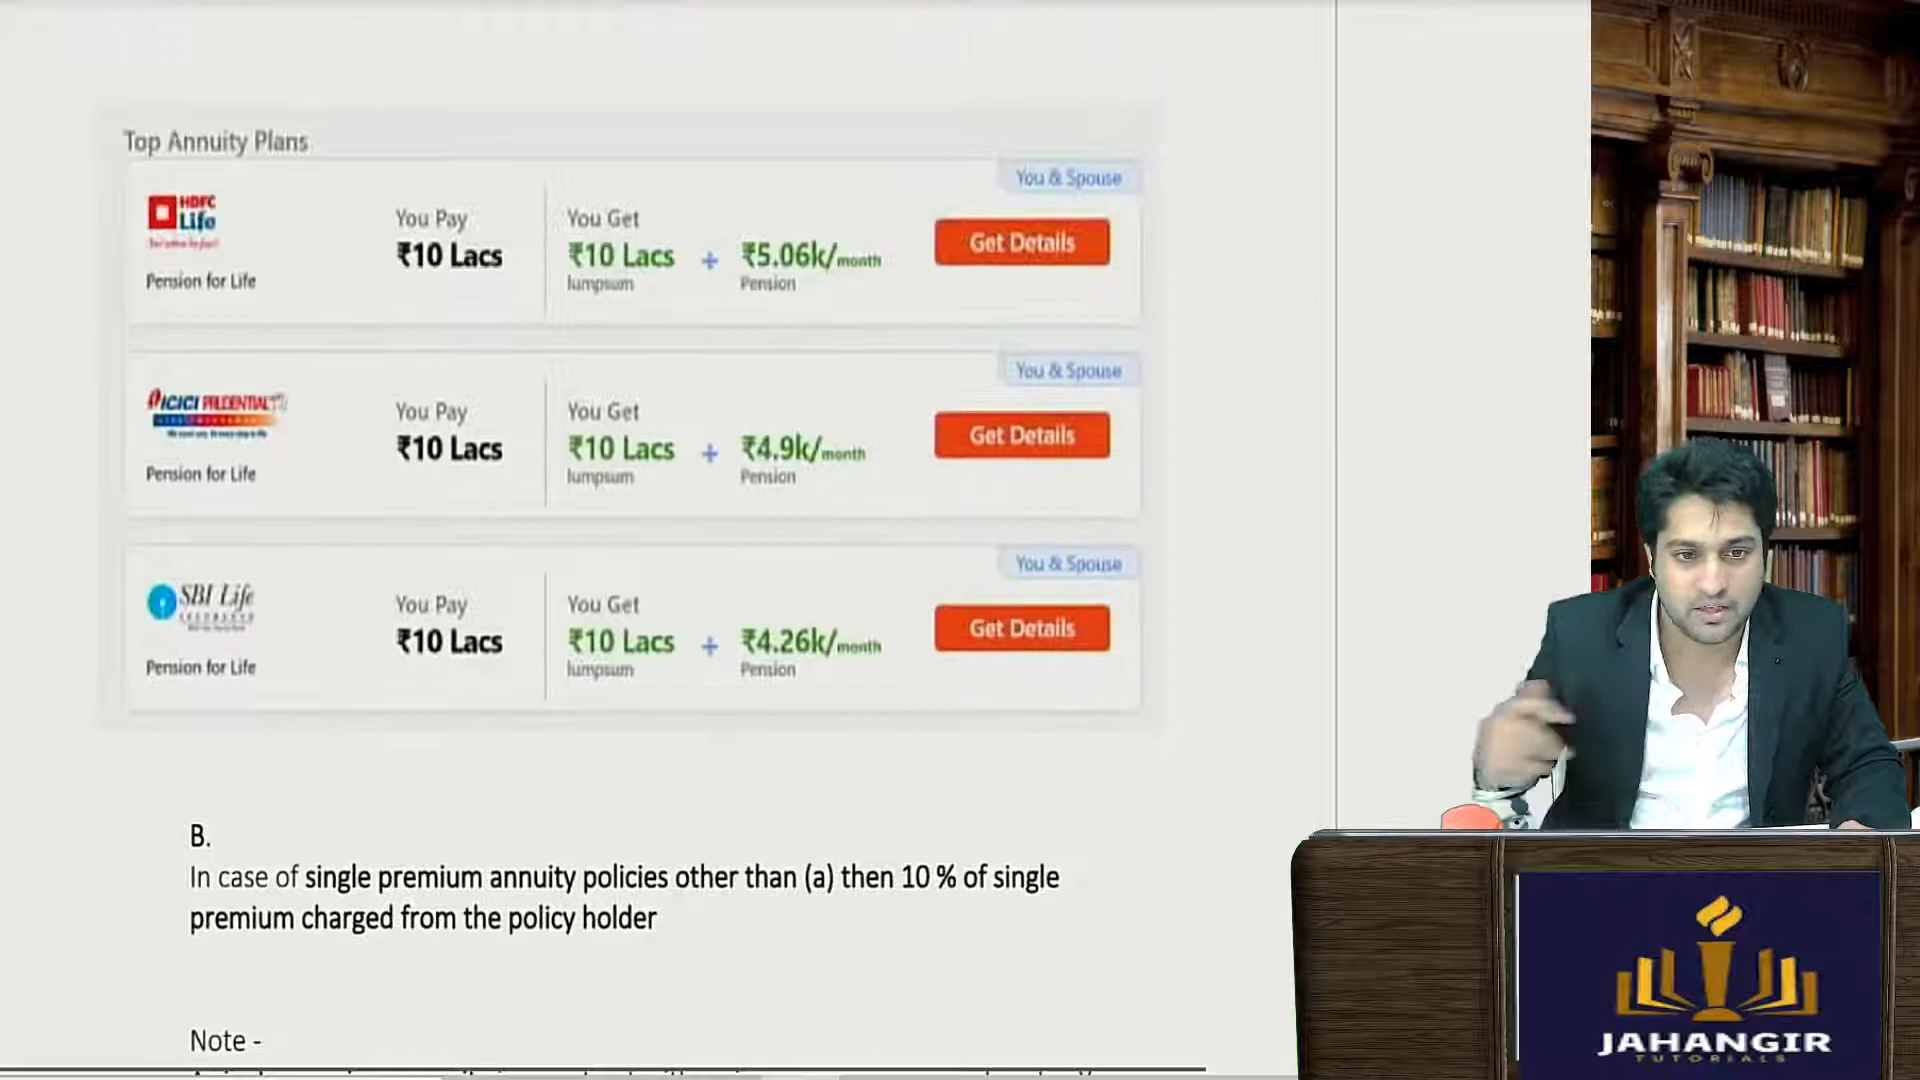 Top Annuity Plans
You & Spouse
HDFC
Life
You Pay
You Get
₹10 Lacs
₹10 Lacs + ₹5.06k/month
Get Details
lumpsum
Pension
Pension for Life
You & Spouse
ICICI PRUDENTIAL
You Pay
You Get
₹10 Lacs
₹10 Lacs + ₹4.9k/month
Get Details
lumpsum
Pension
Pension for Life
You & Spouse
SBI Life
You Pay
You Get
₹10 Lacs
₹10 Lacs + ₹4.26k/month
Get Details
lumpsum
Pension
Pension for Life
B.
In case of single premium annuity policies other than (a) then 10 % of single
premium charged from the policy holder
Note -
JAHANGIR
TUTORIALS